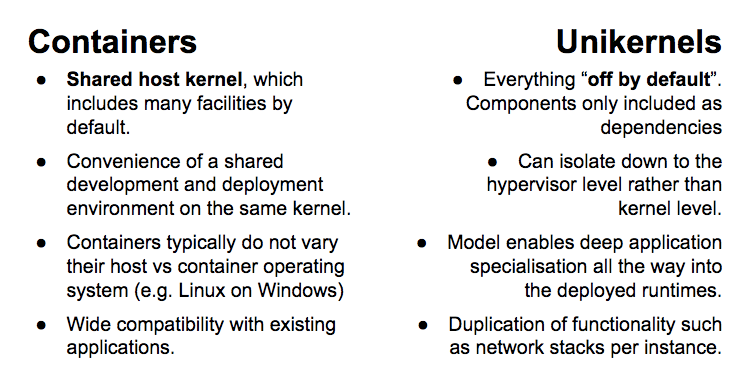 Containers
● Shared host kernel, which
includes many facilities by
default.
● Convenience of a shared
development and deployment
environment on the same kernel.
● Containers typically do not vary
their host vs container operating
system (e.g. Linux on Windows)
● Wide compatibility with existing
applications.
Unikernels
● Everything “off by default”.
Components only included as
dependencies
● Can isolate down to the
hypervisor level rather than
kernel level.
● Model enables deep application
specialisation all the way into
the deployed runtimes.
● Duplication of functionality such
as network stacks per instance.